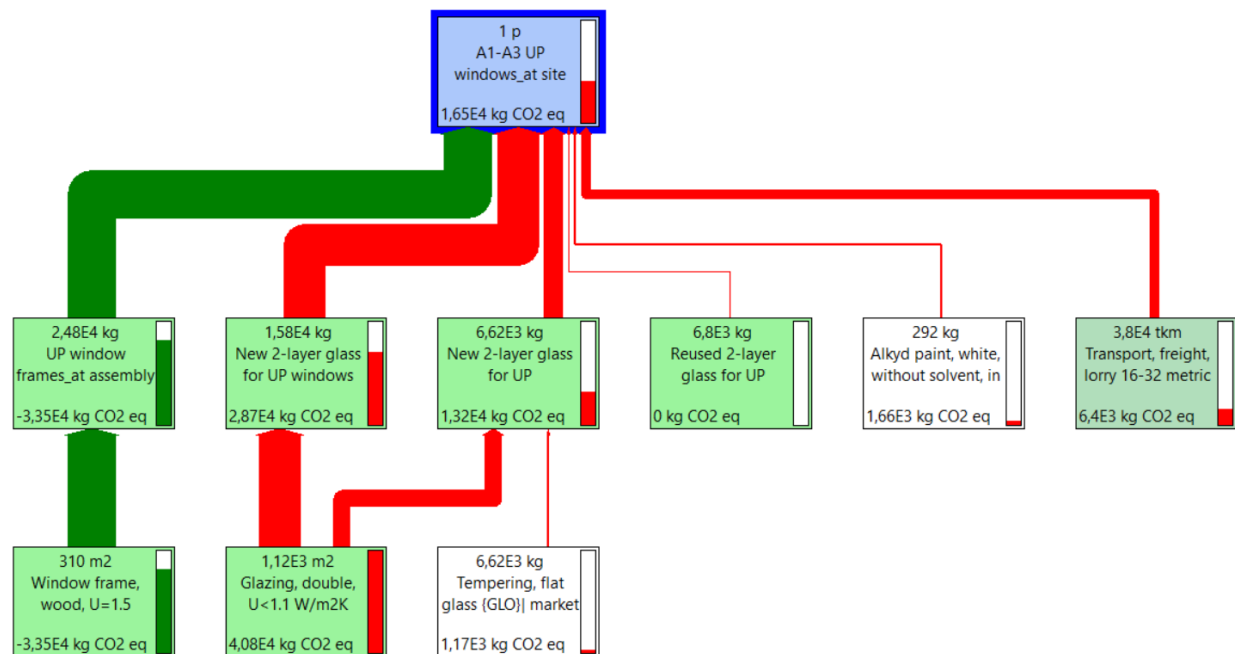 1 p
A1-A3 UP
windows_at site
1,65E4 kg CO2 eq
2,48E4 kg
UP window
frames_at assembly
-3,35E4 kg CO2 eq
1,58E4 kg
New 2-layer glass
for UP windows
2,87E4 kg CO2 eq
6,62E3 kg
New 2-layer glass
for UP
1,32E4 kg CO2 eq
6,8E3 kg
Reused 2-layer
glass for UP
0 kg CO2 eq
292 kg
Alkyd paint, white,
without solvent, in
1,66E3 kg CO2 eq
3,8E4 tkm
Transport, freight,
lorry 16-32 metric
6,4E3 kg CO2 eq
310 m2
Window frame,
wood, U=1.5
-3,35E4 kg CO2 eq
1,12E3 m2
Glazing, double,
U<1.1 W/m2K
4,08E4 kg CO2 eq
6,62E3 kg
Tempering, flat
glass {GLO}| market
1,17E3 kg CO2 eq